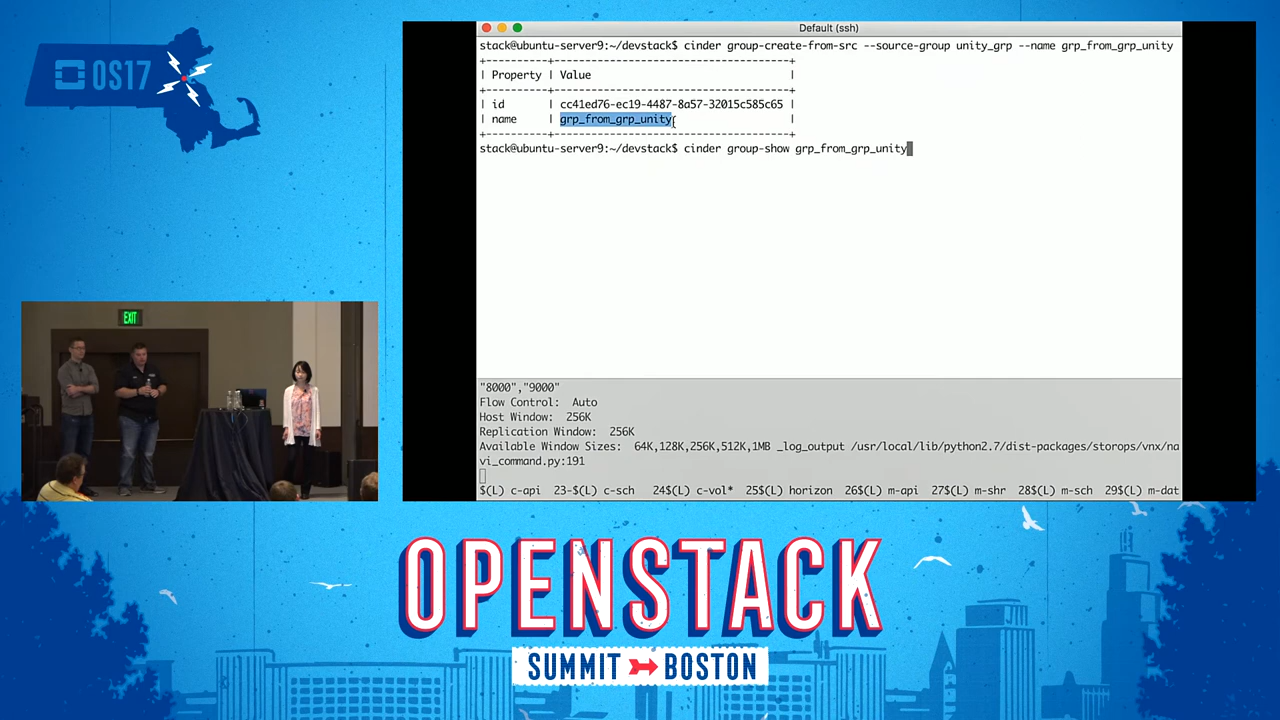 OS17
Default (ssh)
stack@ubuntu-server9:~/devstack$ cinder group-create-from-src --source-group unity_grp --name grp_from_grp_unity
| Property | Value |
| id | cc41ed76-ec19-4487-8a57-32015c585c65 |
| name | grp_from_grp_unity |
stack@ubuntu-server9:~/devstack$ cinder group-show grp_from_grp_unity
"8000","9000"
Flow Control: Auto
Host Window: 256K
Replication Window: 256K
Available Window Sizes: 64K,128K,256K,512K,1MB _log_output /usr/local/lib/python2.7/dist-packages/storops/vnx/na
vi_command.py:191
$(L) c-api 23-$(L) c-sch 24$(L) c-vol* 25$(L) horizon 26$(L) m-api 27$(L) m-shr 28$(L) m-sch 29$(L) m-dat
EXIT
OPENSTACK
SUMMIT BOSTON